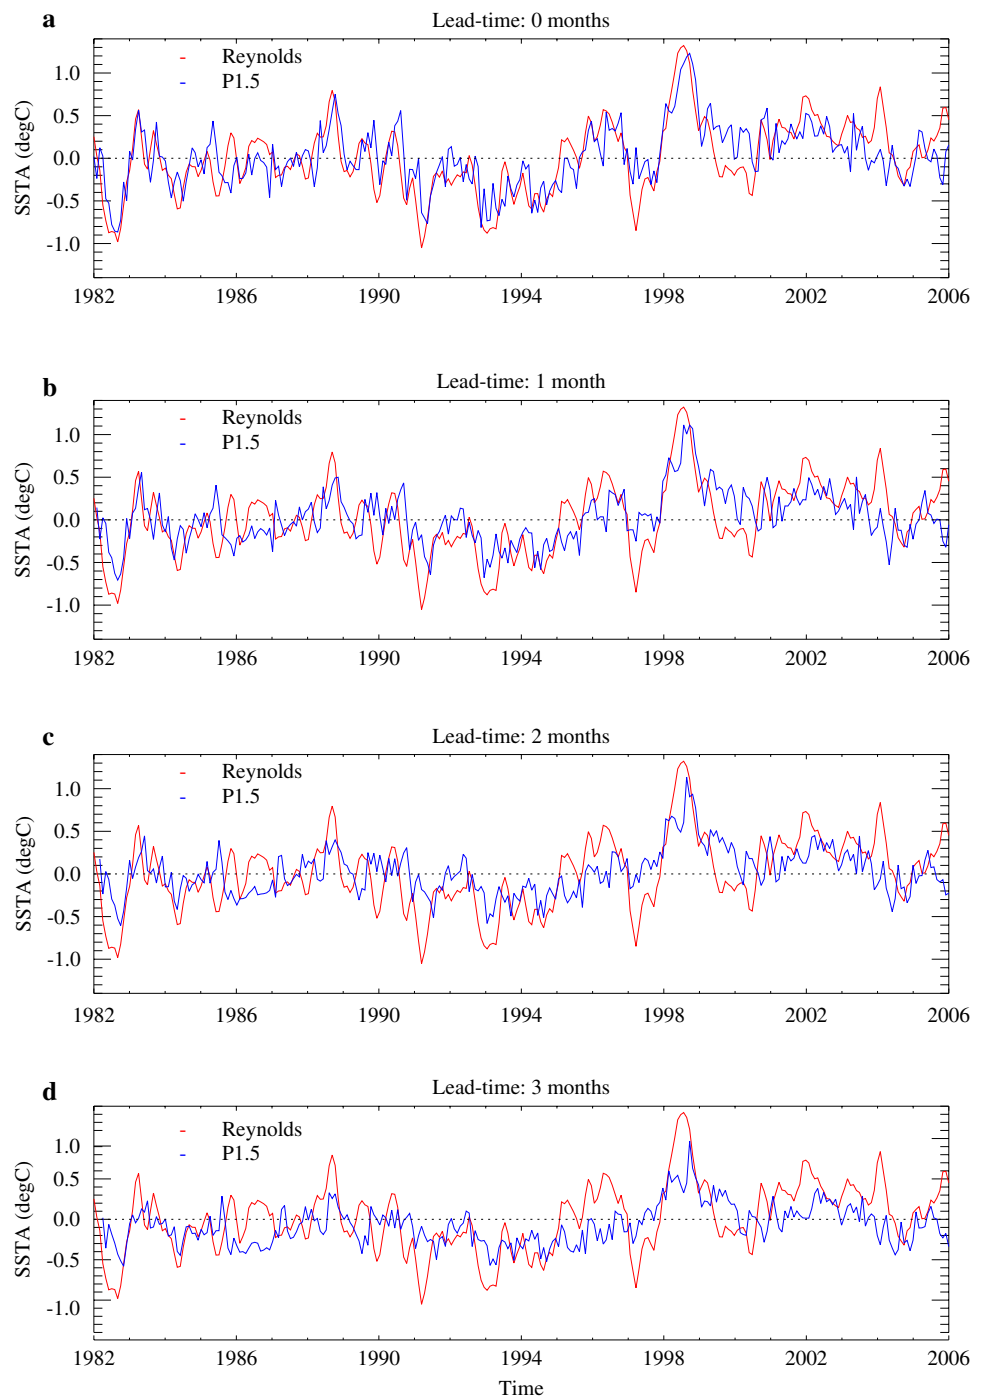 a
Lead-time: 0 months
Reynolds
P1.5
SSTA (degC)
1.0
0.5
0.0
-0.5
-1.0
1982 1986 1990 1994 1998 2002 2006
b
Lead-time: 1 month
Reynolds
P1.5
SSTA (degC)
1.0
0.5
0.0
-0.5
-1.0
1982 1986 1990 1994 1998 2002 2006
c
Lead-time: 2 months
Reynolds
P1.5
SSTA (degC)
1.0
0.5
0.0
-0.5
-1.0
1982 1986 1990 1994 1998 2002 2006
d
Lead-time: 3 months
Reynolds
P1.5
SSTA (degC)
1.0
0.5
0.0
-0.5
-1.0
1982 1986 1990 1994 1998 2002 2006
Time